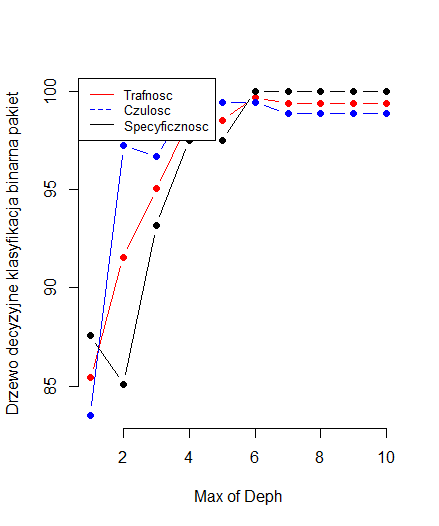 Drzewo decyzyjne klasyfikacja binarna pakiet
100
95
90
85
Trafnosc
Czulosc
Specyficznosc
2 4 6 8 10
Max of Deph